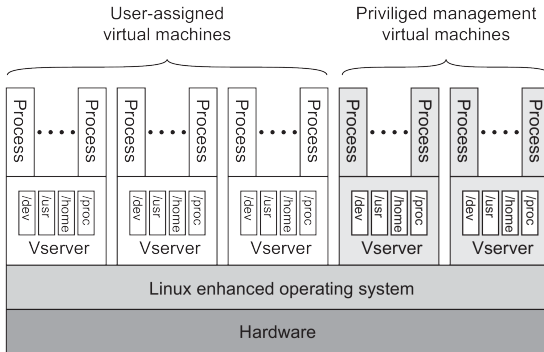 User-assigned
virtual machines
Priviliged management
virtual machines
Process
Process
Process
Process
Process
Process
Process
Process
Process
Process
/dev
/usr
/home
/proc
Vserver
/dev
/usr
/home
/proc
Vserver
/dev
/usr
/home
/proc
Vserver
/dev
/usr
/home
/proc
Vserver
/dev
/usr
/home
/proc
Vserver
Linux enhanced operating system
Hardware